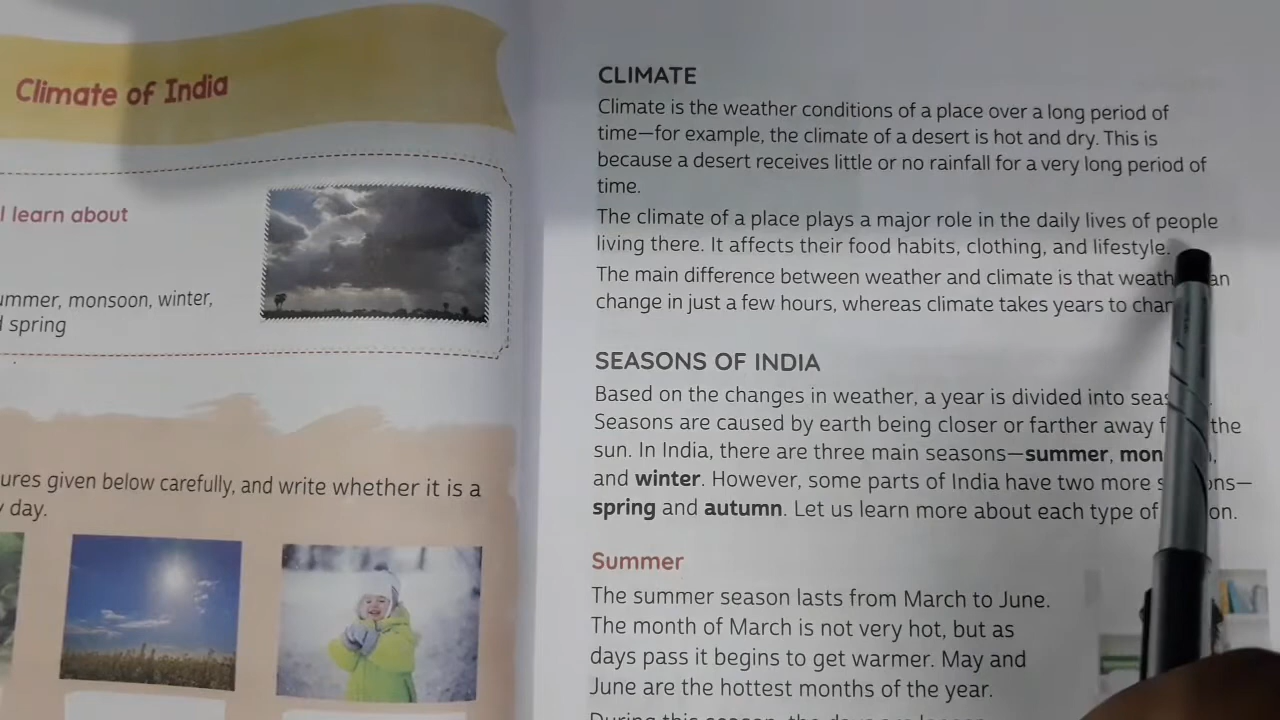 Climate of India
l learn about
ummer, monsoon, winter,
d spring
ures given below carefully, and write whether it is a
y day.
CLIMATE
Climate is the weather conditions of a place over a long period of
time—for example, the climate of a desert is hot and dry. This is
because a desert receives little or no rainfall for a very long period of
time.
The climate of a place plays a major role in the daily lives of people
living there. It affects their food habits, clothing, and lifestyle.
The main difference between weather and climate is that weath an
change in just a few hours, whereas climate takes years to chan
SEASONS OF INDIA
Based on the changes in weather, a year is divided into seas
Seasons are caused by earth being closer or farther away f the
sun. In India, there are three main seasons—summer, mon ,
and winter. However, some parts of India have two more s ons—
spring and autumn. Let us learn more about each type of on.
Summer
The summer season lasts from March to June.
The month of March is not very hot, but as
days pass it begins to get warmer. May and
June are the hottest months of the year.
During this season, the days are longer